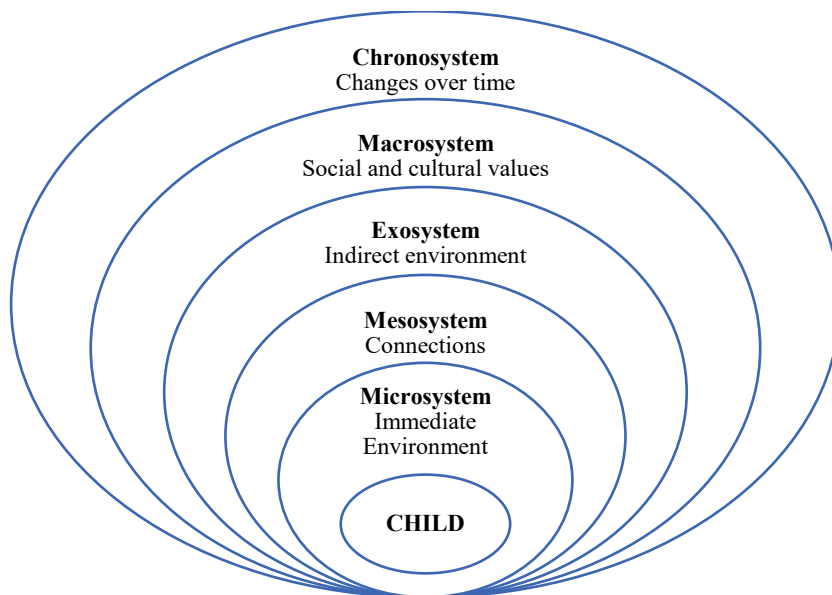 Chronosystem
Changes over time
Macrosystem
Social and cultural values
Exosystem
Indirect environment
Mesosystem
Connections
Microsystem
Immediate
Environment
CHILD